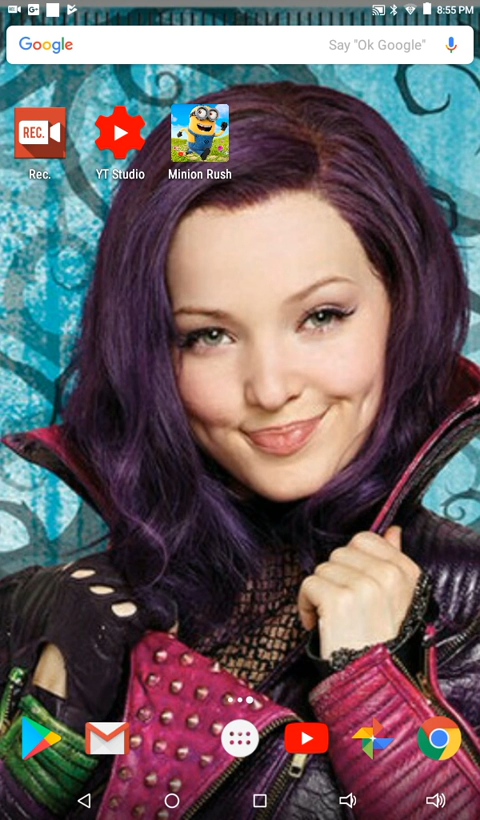 8:55 PM
Google
Say "Ok Google"
REC.
Rec.
YT Studio
Minion Rush